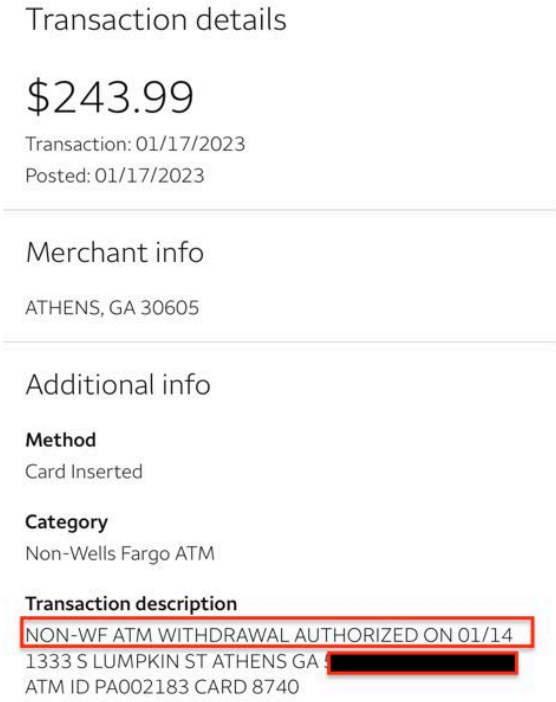 Transaction details
$243.99
Transaction: 01/17/2023
Posted: 01/17/2023
Merchant info
ATHENS, GA 30605
Additional info
Method
Card Inserted
Category
Non-Wells Fargo ATM
Transaction description
NON-WF ATM WITHDRAWAL AUTHORIZED ON 01/14
1333 S LUMPKIN ST ATHENS GA
ATM ID PA002183 CARD 8740